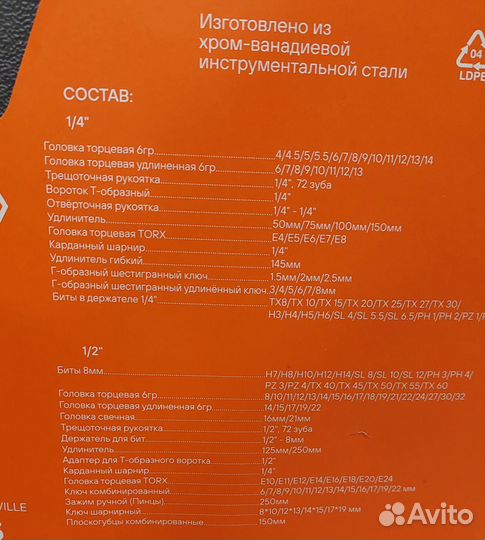 Изготовлено из
хром-ванадиевой
инструментальной стали
04
LDPE
СОСТАВ:
1/4"
Головка торцевая 6гр. 4/4.5/5/5.5/6/7/8/9/10/11/12/13/14
Головка торцевая удлиненная 6гр. 6/7/8/9/10/11/12/13
Трещоточная рукоятка 1/4", 72 зуба
Вороток Т-образный 1/4"
Отвёрточная рукоятка 1/4" - 1/4"
Удлинитель 50мм/75мм/100мм/150мм
Головка торцевая TORX E4/E5/E6/E7/E8
Карданный шарнир 1/4"
Удлинитель гибкий 145мм
Г-образный шестигранный ключ 1.5мм/2мм/2.5мм
Г-образный шестигранный удлинённый ключ 3/4/5/6/7/8мм
Биты в держателе 1/4" TX8/TX 10/TX 15/TX 20/TX 25/TX 27/TX 30/
H3/H4/H5/H6/SL 4/SL 5.5/SL 6.5/PH 1/PH 2/PZ 1/
1/2"
Биты 8мм H7/H8/H10/H12/H14/SL 8/SL 10/SL 12/PH 3/PH 4/
PZ 3/PZ 4/TX 40/TX 45/TX 50/TX 55/TX 60
Головка торцевая 6гр. 8/10/11/12/13/14/15/16/17/18/19/21/22/24/27/30/32
Головка торцевая удлиненная 6гр. 14/15/17/19/22
Головка свечная 16мм/21мм
Трещоточная рукоятка 1/2", 72 зуба
Держатель для бит 1/2" - 8мм
Удлинитель 125мм/250мм
Адаптер для Т-образного воротка 1/2"
Карданный шарнир 1/4"
Головка торцевая TORX E10/E11/E12/E14/E16/E18/E20/E24
Ключ комбинированный 6/7/8/9/10/11/12/13/14/15/16/17/19/22 мм
Зажим ручной (Пинцы) 250мм
Ключ шарнирный 8*10/12*13/14*15/17*19 мм
Плоскогубцы комбинированные 150мм
VILLE
Avito